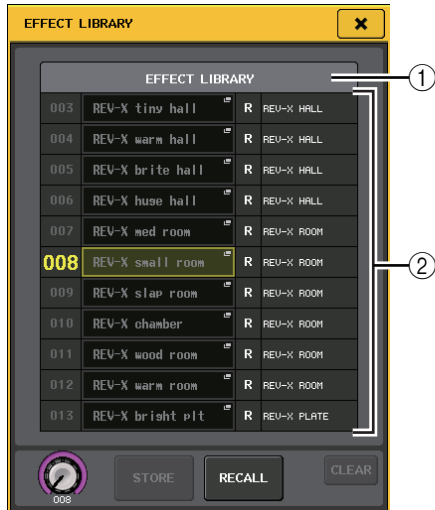 EFFECT LIBRARY
EFFECT LIBRARY
003 REV-X tiny hall R REV-X HALL
004 REV-X warm hall R REV-X HALL
005 REV-X brite hall R REV-X HALL
006 REV-X huge hall R REV-X HALL
007 REV-X med room R REV-X ROOM
008 REV-X small room R REV-X ROOM
009 REV-X slap room R REV-X ROOM
010 REV-X chamber R REV-X ROOM
011 REV-X wood room R REV-X ROOM
012 REV-X warm room R REV-X ROOM
013 REV-X bright plt R REV-X PLATE
008
STORE
RECALL
CLEAR
1
2